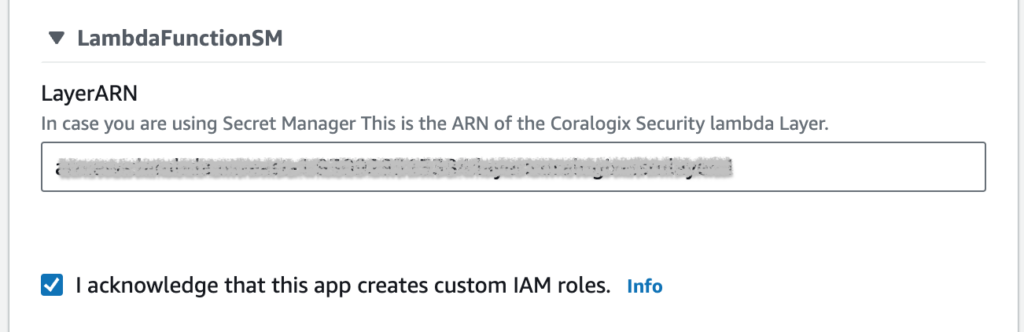 LambdaFunctionSM
LayerARN
In case you are using Secret Manager This is the ARN of the Coralogix Security lambda Layer.
I acknowledge that this app creates custom IAM roles. Info